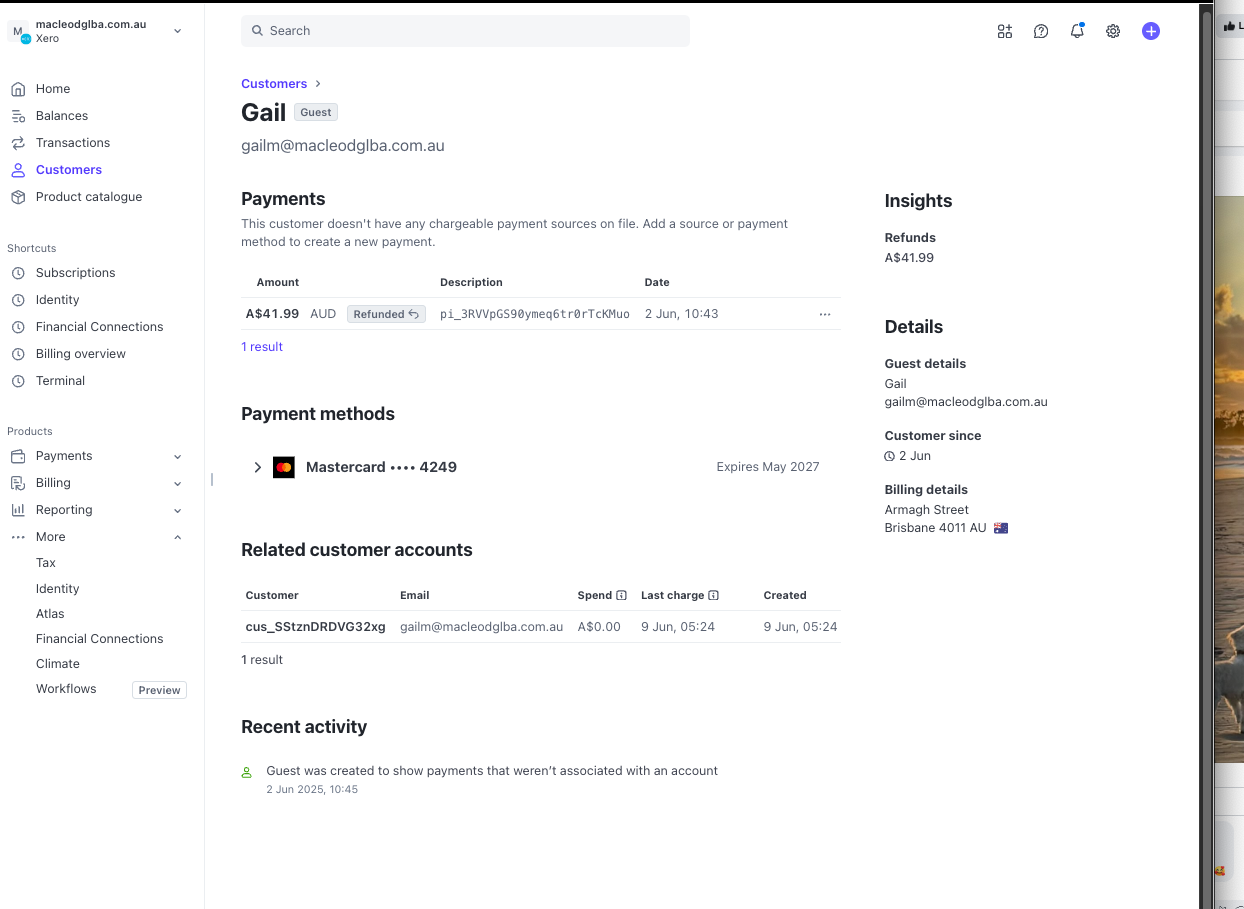 macleodglba.com.au
M
Xero
Search
Home
Balances
Transactions
Customers
Product catalogue
Shortcuts
Subscriptions
Identity
Financial Connections
Billing overview
Terminal
Products
Payments
Billing
Reporting
More
Tax
Identity
Atlas
Financial Connections
Climate
Workflows Preview
Customers
Gail Guest
gailm@macleodglba.com.au
Payments
This customer doesn't have any chargeable payment sources on file. Add a source or payment
method to create a new payment.
Amount Description Date
A$41.99 AUD Refunded pi_3RVVpGS90ymeq6tr0rTcKMuo 2 Jun, 10:43
1 result
Payment methods
Mastercard •••• 4249 Expires May 2027
Related customer accounts
Customer Email Spend Last charge Created
cus_SStznDRDVG32xg gailm@macleodglba.com.au A$0.00 9 Jun, 05:24 9 Jun, 05:24
1 result
Recent activity
Guest was created to show payments that weren't associated with an account
2 Jun 2025, 10:45
Insights
Refunds
A$41.99
Details
Guest details
Gail
gailm@macleodglba.com.au
Customer since
2 Jun
Billing details
Armagh Street
Brisbane 4011 AU